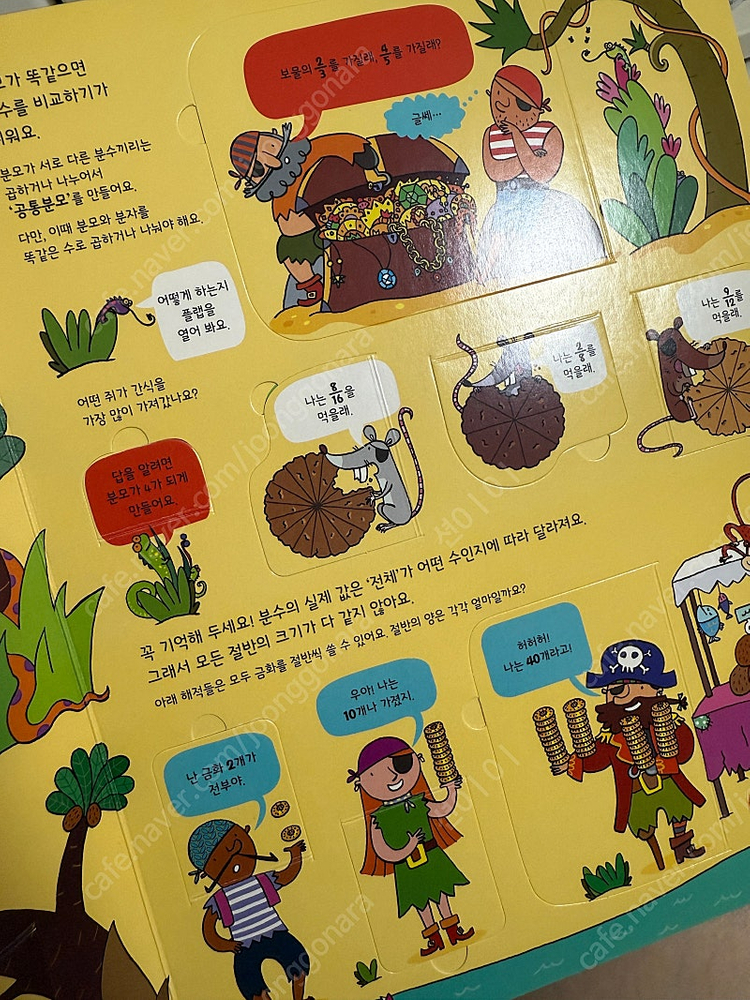 똑같으면
수를 비교하기가
워요.
분모가 서로 다른 분수끼리는
곱하거나 나누어서
'공통분모'를 만들어요.
다만, 이때 분모와 분자를
똑같은 수로 곱하거나 나눠야 해요.
보물의 2/3를 가질래, 4/5를 가질래?
글쎄…
어떻게 하는지
플랩을
열어 봐요.
어떤 쥐가 간식을
가장 많이 가져갔나요?
답을 알려면
분모가 4가 되게
만들어요.
나는 8/16을
먹을래.
나는 2/8를
먹을래.
나는 9/12를
먹을래.
꼭 기억해 두세요! 분수의 실제 값은 '전체'가 어떤 수인지에 따라 달라져요.
그래서 모든 절반의 크기가 다 같지 않아요.
아래 해적들은 모두 금화를 절반씩 쓸 수 있어요. 절반의 양은 각각 얼마일까요?
난 금화 2개가
전부야.
우아! 나는
10개나 가졌지.
허허허!
나는 40개라고!
cafe.naver.com/joonggonara